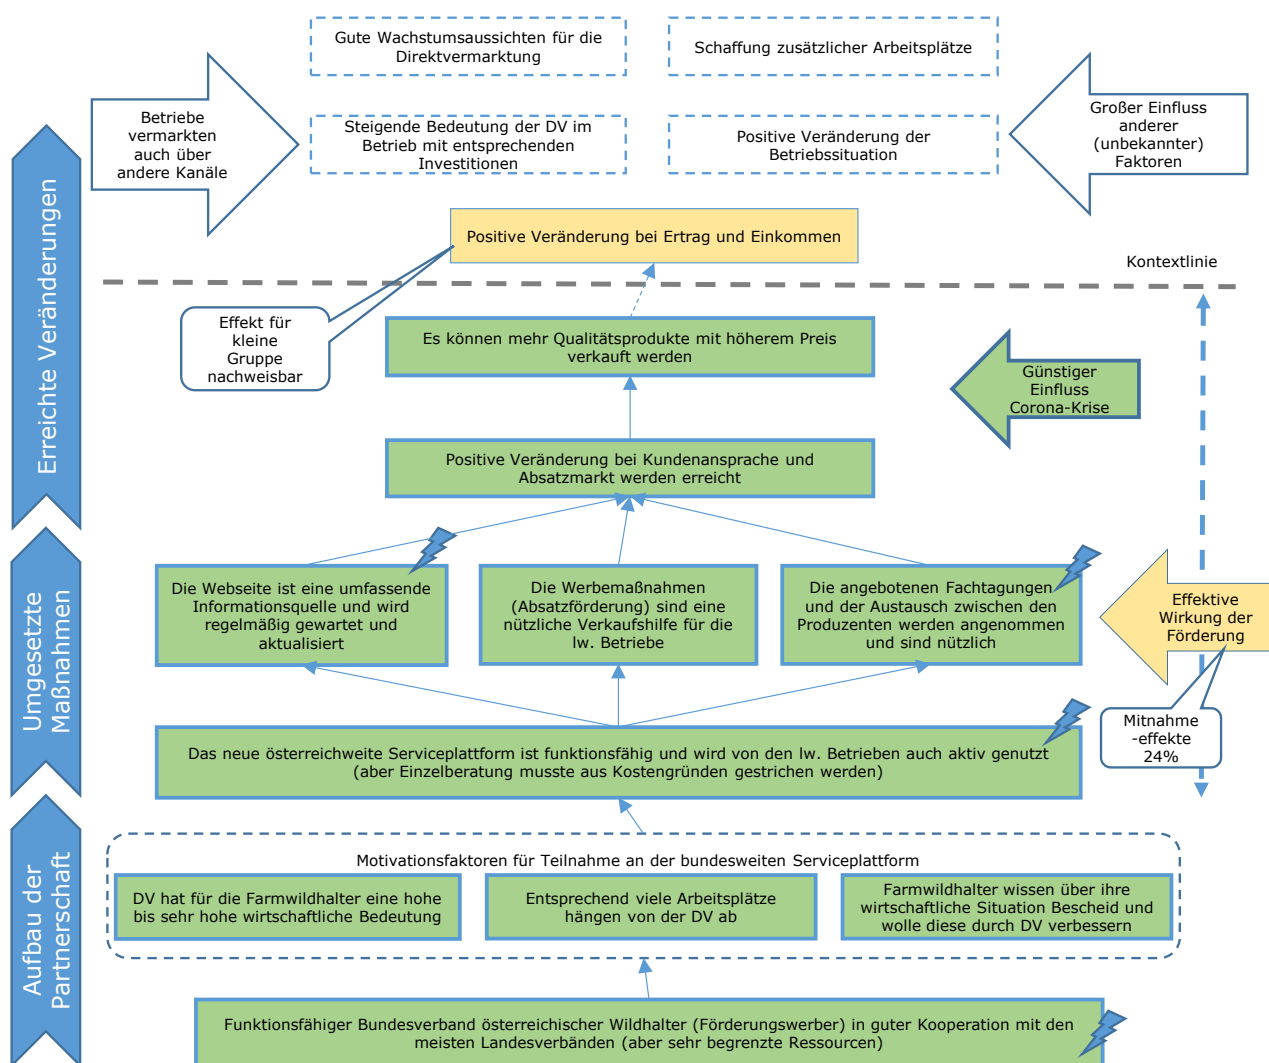 Gute Wachstumsaussichten für die
Direktvermarktung
Schaffung zusätzlicher Arbeitsplätze
Betriebe
vermarkten
auch über
andere Kanäle
Steigende Bedeutung der DV im
Betrieb mit entsprechenden
Investitionen
Positive Veränderung der
Betriebssituation
Großer Einfluss
anderer
(unbekannter)
Faktoren
Erreichte Veränderungen
Positive Veränderung bei Ertrag und Einkommen
Kontextlinie
Effekt für
kleine
Gruppe
nachweisbar
Es können mehr Qualitätsprodukte mit höherem Preis
verkauft werden
Günstiger
Einfluss
Corona-Krise
Positive Veränderung bei Kundenansprache und
Absatzmarkt werden erreicht
Umgesetzte
Maßnahmen
Die Webseite ist eine umfassende
Informationsquelle und wird
regelmäßig gewartet und
aktualisiert
Die Werbemaßnahmen
(Absatzförderung) sind eine
nützliche Verkaufshilfe für die
lw. Betriebe
Die angebotenen Fachtagungen
und der Austausch zwischen den
Produzenten werden angenommen
und sind nützlich
Effektive
Wirkung der
Förderung
Mitnahme
-effekte
24%
Das neue österreichweite Serviceplattform ist funktionsfähig und wird von den lw. Betrieben auch aktiv genutzt
(aber Einzelberatung musste aus Kostengründen gestrichen werden)
Aufbau der
Partnerschaft
Motivationsfaktoren für Teilnahme an der bundesweiten Serviceplattform
DV hat für die Farmwildhalter eine hohe
bis sehr hohe wirtschaftliche Bedeutung
Entsprechend viele Arbeitsplätze
hängen von der DV ab
Farmwildhalter wissen über ihre
wirtschaftliche Situation Bescheid und
wolle diese durch DV verbessern
Funktionsfähiger Bundesverband österreichischer Wildhalter (Förderungswerber) in guter Kooperation mit den
meisten Landesverbänden (aber sehr begrenzte Ressourcen)